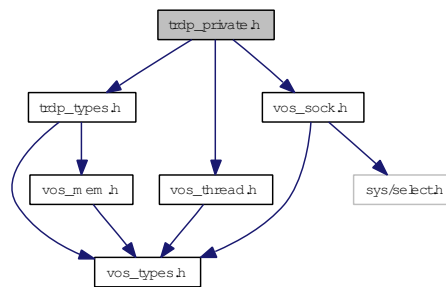 trdp_private.h
trdp_types.h
vos_sock.h
vos_mem.h
vos_thread.h
sys/select.h
vos_types.h